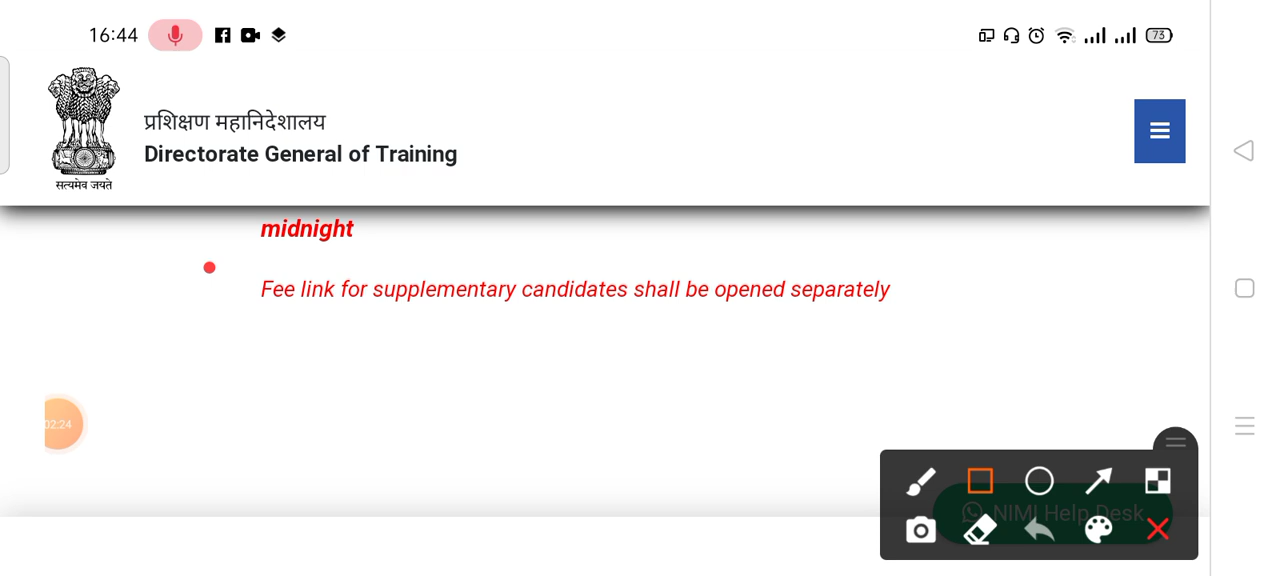 16:44
73
प्रशिक्षण महानिदेशालय
Directorate General of Training
सत्यमेव जयते
midnight
Fee link for supplementary candidates shall be opened separately
02:24
NIMI Help Desk